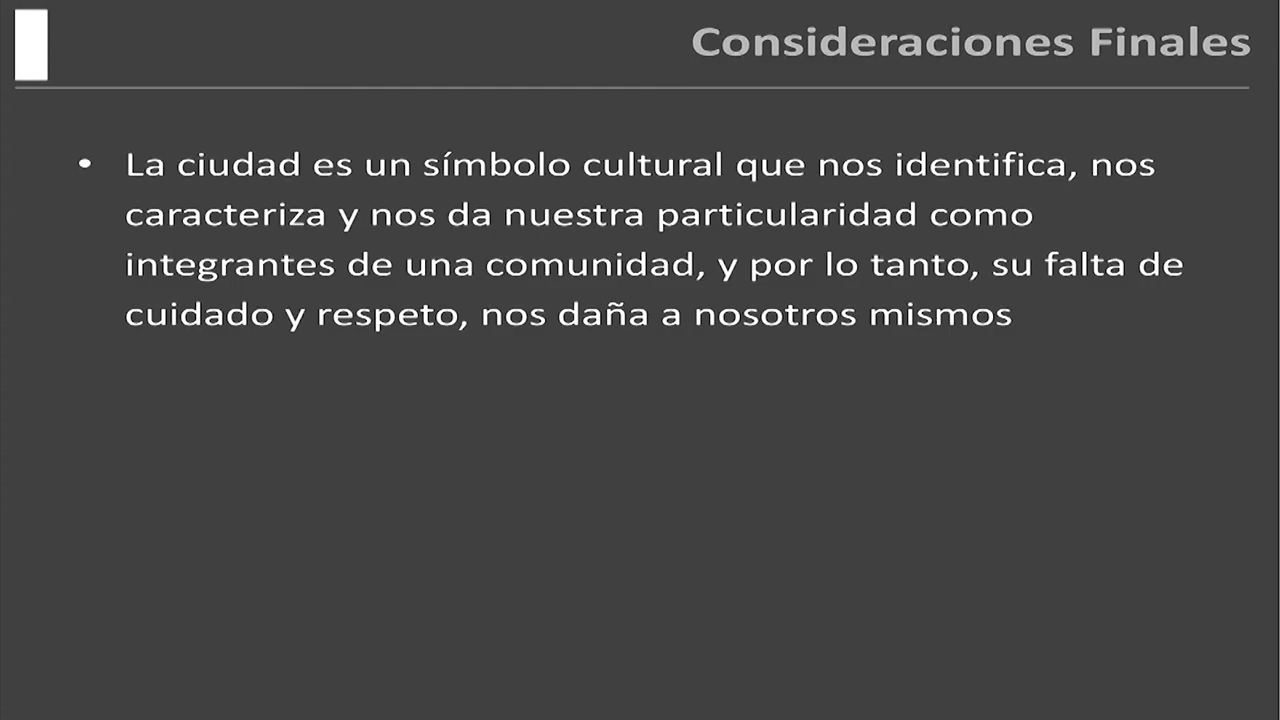 Consideraciones Finales
• La ciudad es un símbolo cultural que nos identifica, nos
caracteriza y nos da nuestra particularidad como
integrantes de una comunidad, y por lo tanto, su falta de
cuidado y respeto, nos daña a nosotros mismos